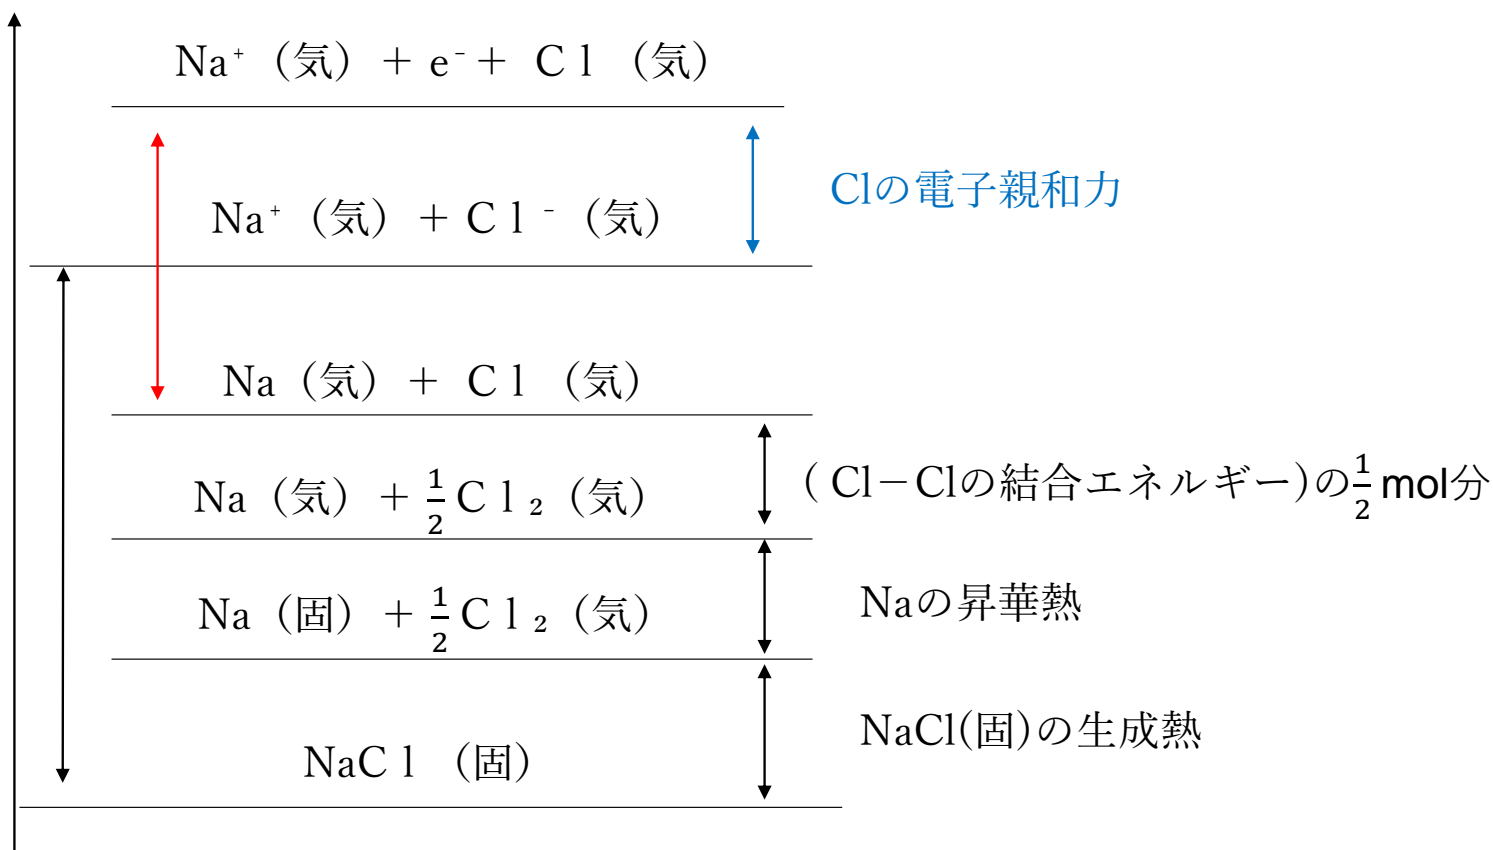 Na⁺（気）＋e⁻＋ Ｃｌ（気）
Clの電子親和力
Na⁺（気）＋Ｃｌ⁻（気）
Na（気）＋ Ｃｌ（気）
( Cl－Clの結合エネルギー)の1/2 mol分
Na（気）＋1/2Ｃｌ₂（気）
Naの昇華熱
Na（固）＋1/2Ｃｌ₂（気）
NaCl(固)の生成熱
NaＣｌ（固）